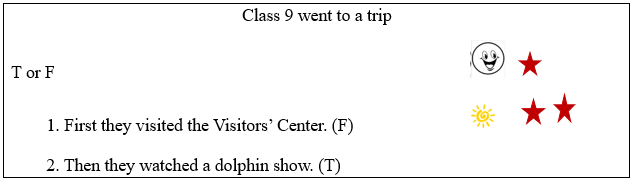 Class 9 went to a trip
T or F
1. First they visited the Visitors’ Center. (F)
2. Then they watched a dolphin show. (T)